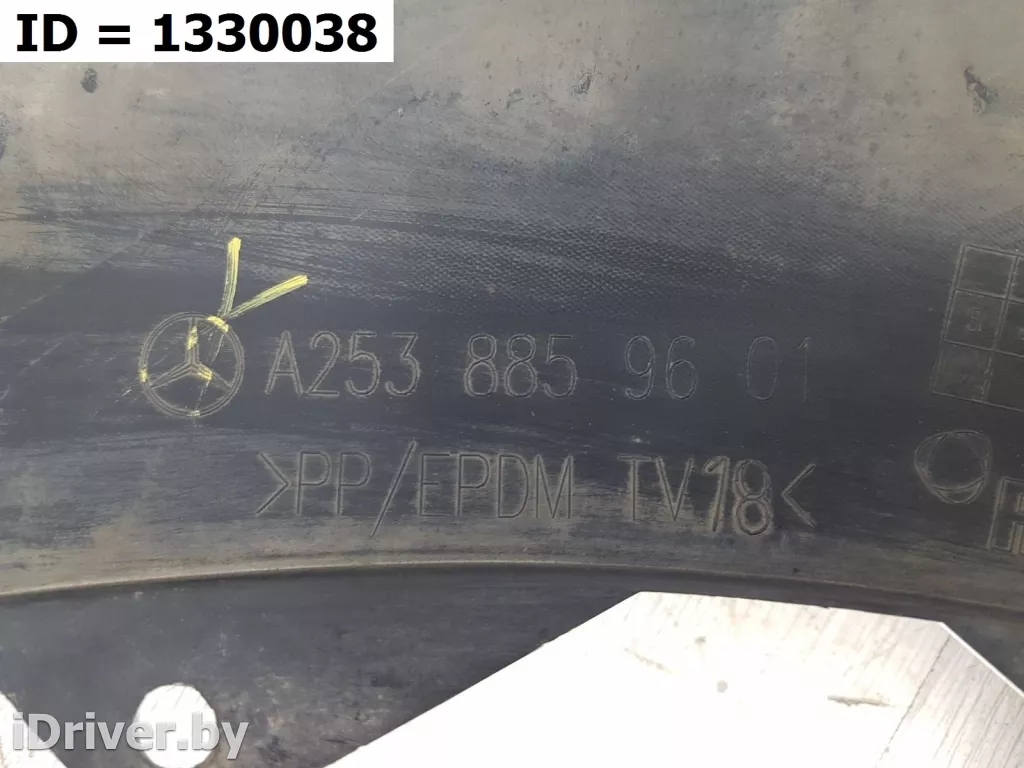 ID = 1330038
A253 885 96 01
>PP/EPDM TV18<
iDriver.by